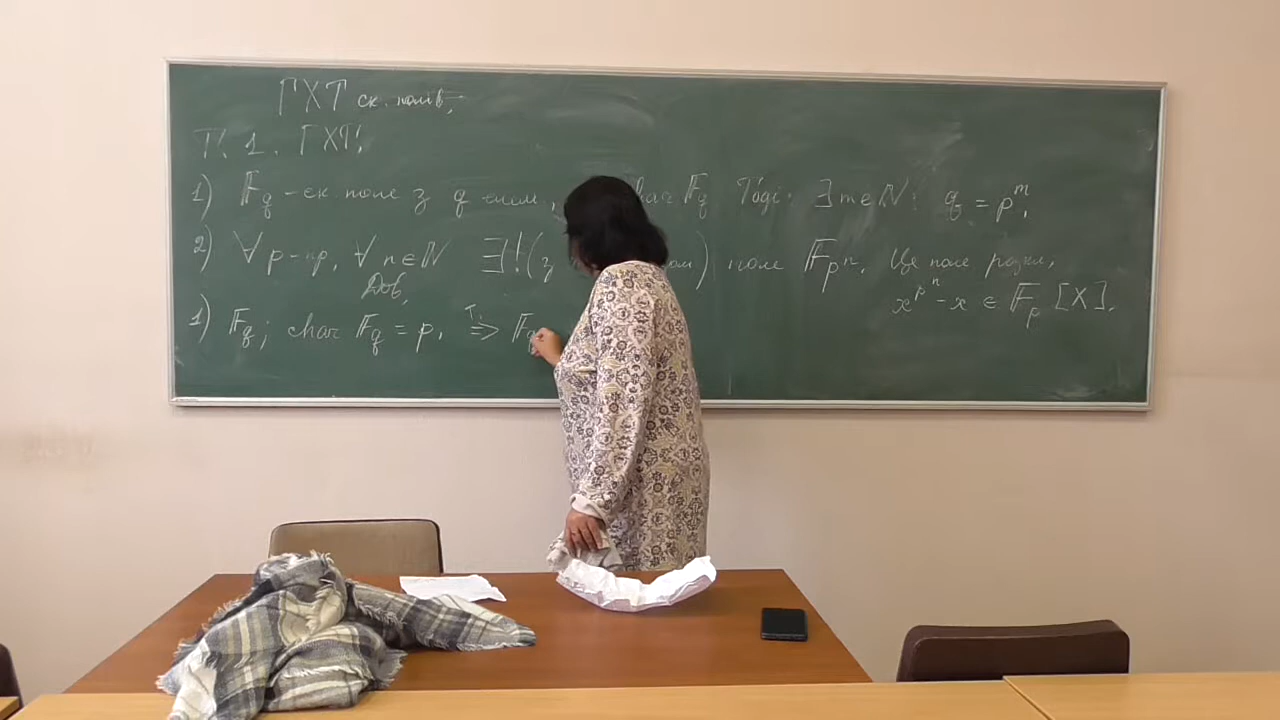 ГХТ ск. полів,
П. 1. ГХТ!
1) 𝔽_q - ск поле з q елем, char 𝔽_q Тоді: ∃ m∈ℕ: q = p^m,
2) ∀ p-пр, ∀ n∈ℕ ∃! (з ) поле 𝔽_{p^n}. Це поле розкл,
x^{p^n} - x ∈ 𝔽_p [X].
Дов,
1) 𝔽_q; char 𝔽_q = p, ⇒ 𝔽_q